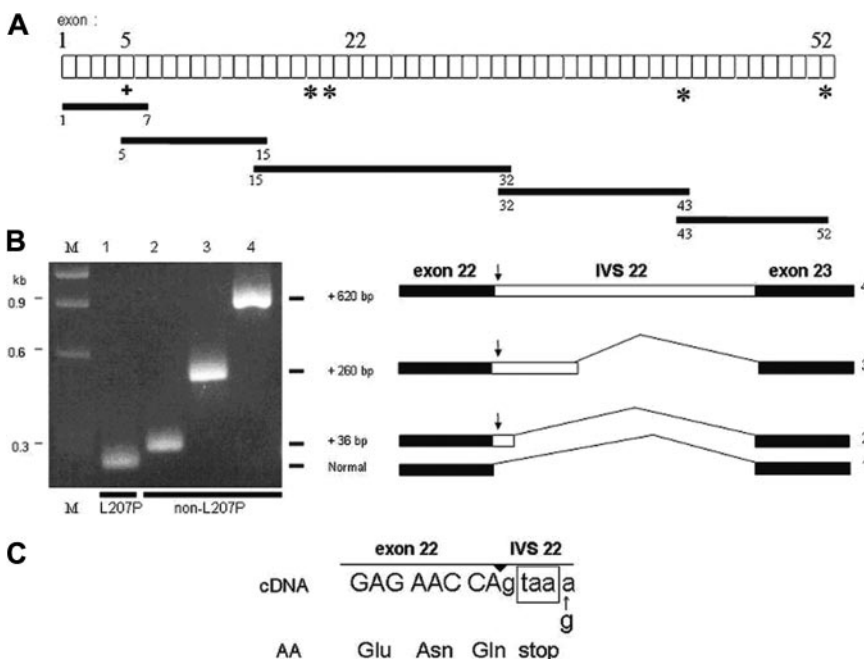 A
exon :
1 5 22 52
+ * * * *
1 7
5 15
15 32
32 43
43 52
B
M 1 2 3 4
kb
0.9
0.6
0.3
M L207P non-L207P
+620 bp
+260 bp
+36 bp
Normal
exon 22 IVS 22 exon 23
4
3
2
1
C
exon 22 IVS 22
cDNA GAG AAC CAg taa a
g
AA Glu Asn Gln stop